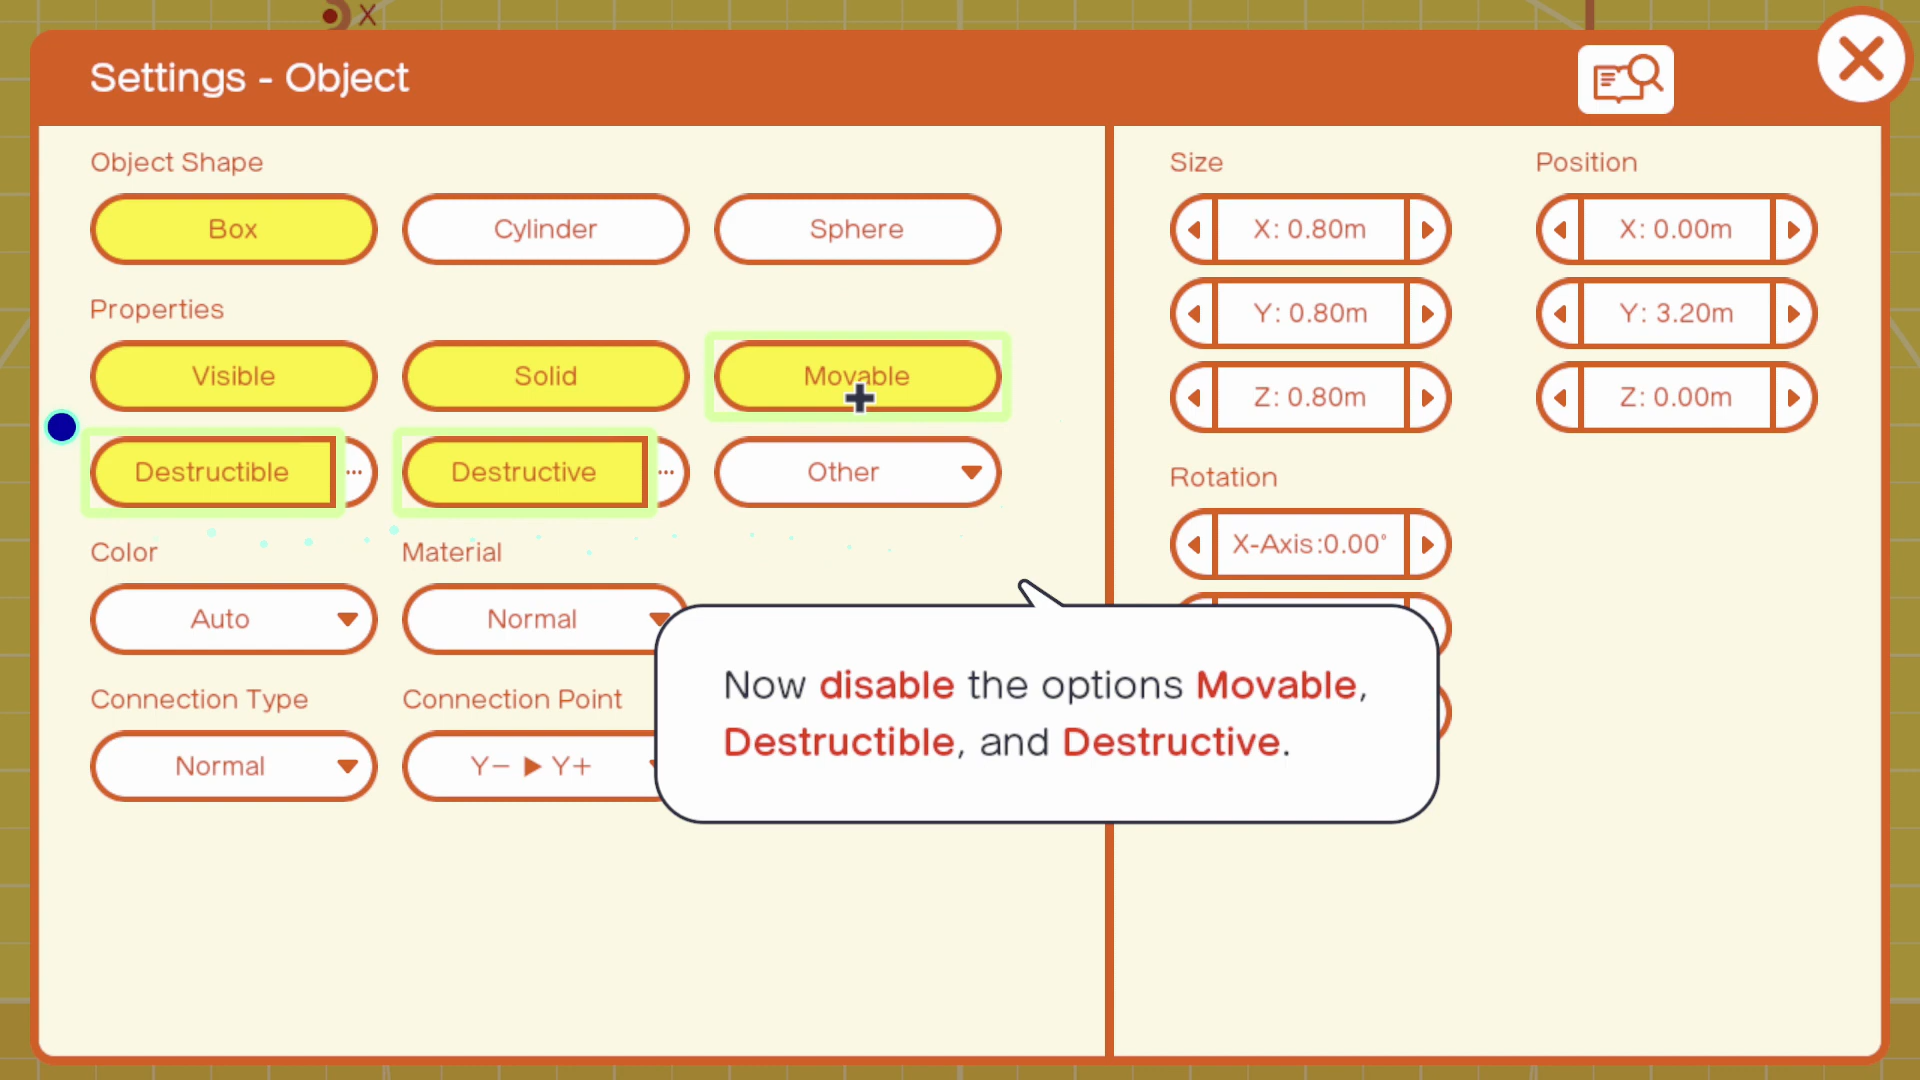 X
Settings - Object
Object Shape
Box
Cylinder
Sphere
Properties
Visible
Solid
Movable
Destructible
...
Destructive
...
Other
Color
Material
Auto
Normal
Connection Type
Connection Point
Normal
Y- ▶ Y+
Size
Position
X: 0.80m
X: 0.00m
Y: 0.80m
Y: 3.20m
Z: 0.80m
Z: 0.00m
Rotation
X-Axis:0.00°
Now disable the options Movable,
Destructible, and Destructive.